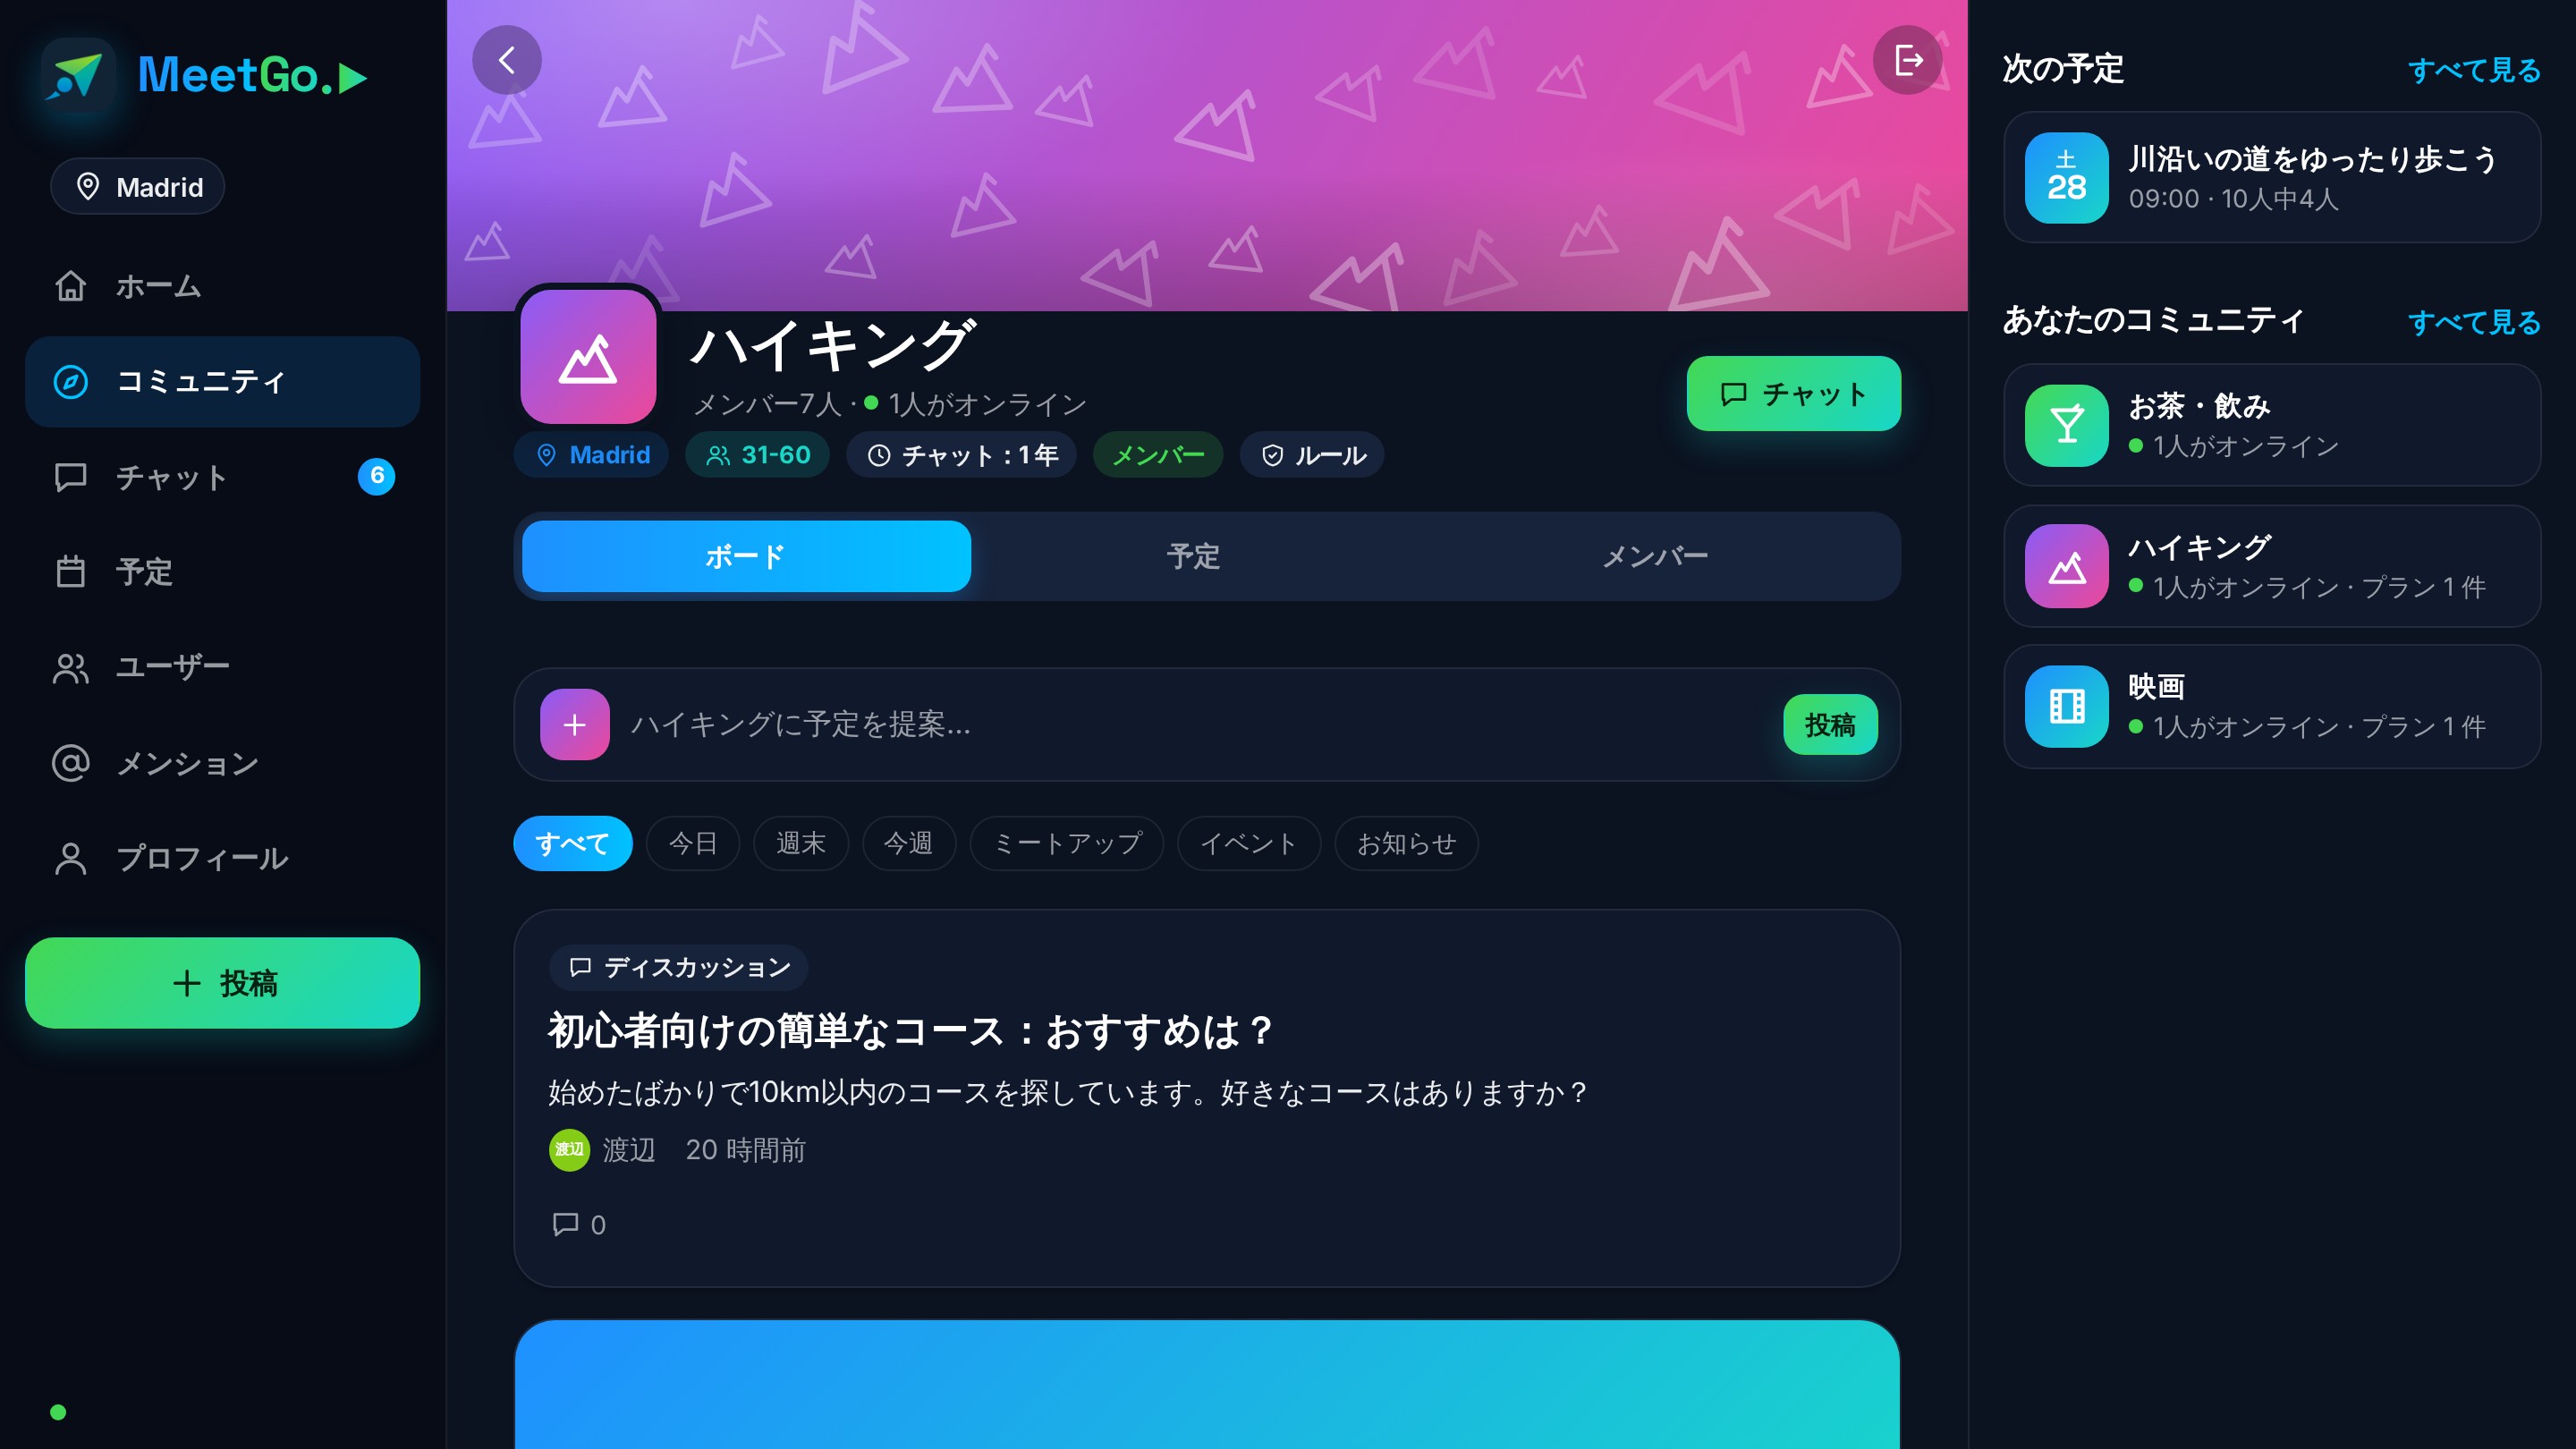 MeetGo.
Madrid
ホーム
コミュニティ
チャット
6
予定
ユーザー
メンション
プロフィール
投稿
ハイキング
メンバー7人 · 1人がオンライン
チャット
Madrid
31-60
チャット：1 年
メンバー
ルール
ボード
予定
メンバー
ハイキングに予定を提案...
投稿
すべて
今日
週末
今週
ミートアップ
イベント
お知らせ
ディスカッション
初心者向けの簡単なコース：おすすめは？
始めたばかりで10km以内のコースを探しています。好きなコースはありますか？
渡辺 渡辺 20 時間前
0
次の予定
すべて見る
土
28
川沿いの道をゆったり歩こう
09:00 · 10人中4人
あなたのコミュニティ
すべて見る
お茶・飲み
1人がオンライン
ハイキング
1人がオンライン · プラン 1 件
映画
1人がオンライン · プラン 1 件